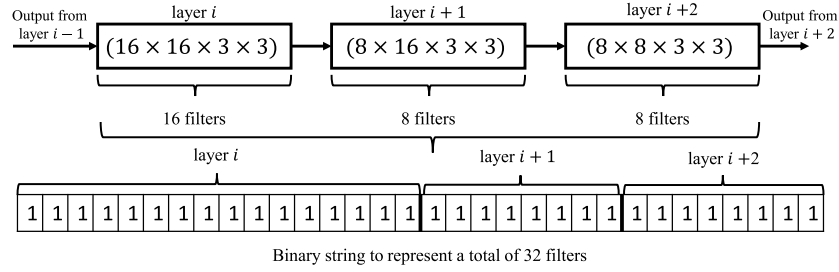 Output from
layer i − 1
layer i
layer i + 1
layer i +2
Output from
layer i + 2
(16 × 16 × 3 × 3)
(8 × 16 × 3 × 3)
(8 × 8 × 3 × 3)
16 filters
8 filters
8 filters
layer i
layer i + 1
layer i +2
1 1 1 1 1 1 1 1 1 1 1 1 1 1 1 1 1 1 1 1 1 1 1 1 1 1 1 1 1 1 1 1
Binary string to represent a total of 32 filters